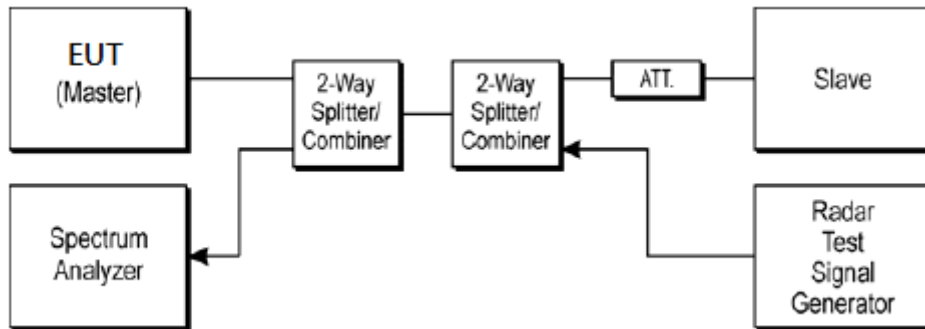 EUT
(Master)
2-Way
Splitter/
Combiner
2-Way
Splitter/
Combiner
ATT.
Slave
Spectrum
Analyzer
Radar
Test
Signal
Generator